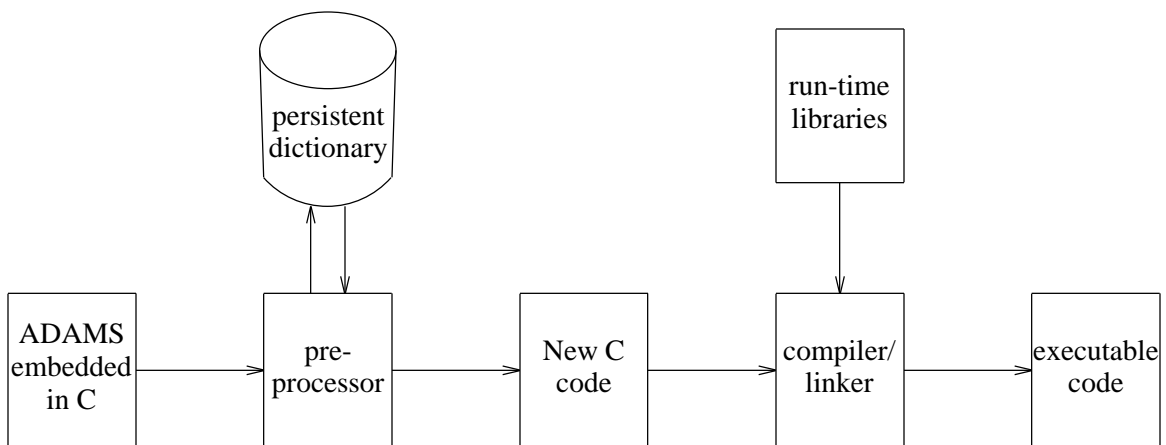 persistent
dictionary
run-time
libraries
ADAMS
embedded
in C
pre-
processor
New C
code
compiler/
linker
executable
code